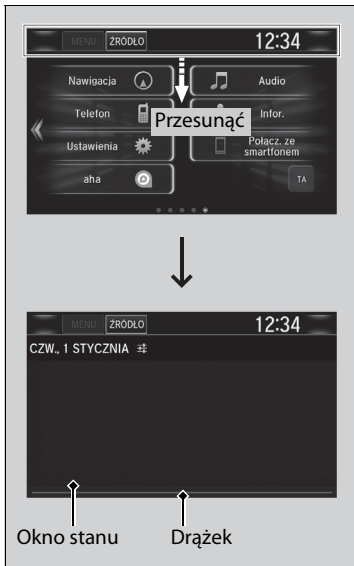 MENU ŹRÓDŁO 12:34
Nawigacja Audio
Telefon Infor.
Przesunąć
Ustawienia Połącz. ze smartfonem
aha TA
MENU ŹRÓDŁO 12:34
CZW., 1 STYCZNIA
Okno stanu Drążek